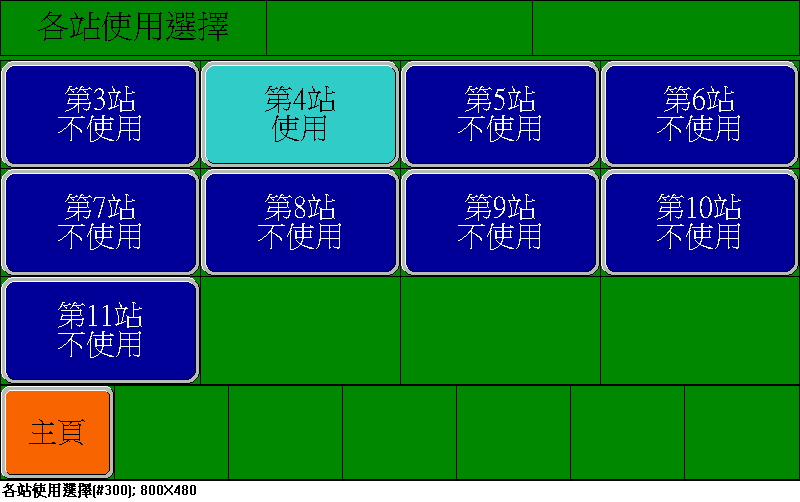 各站使用選擇
第3站
不使用
第4站
使用
第5站
不使用
第6站
不使用
第7站
不使用
第8站
不使用
第9站
不使用
第10站
不使用
第11站
不使用
主頁
各站使用選擇(#300); 800X480